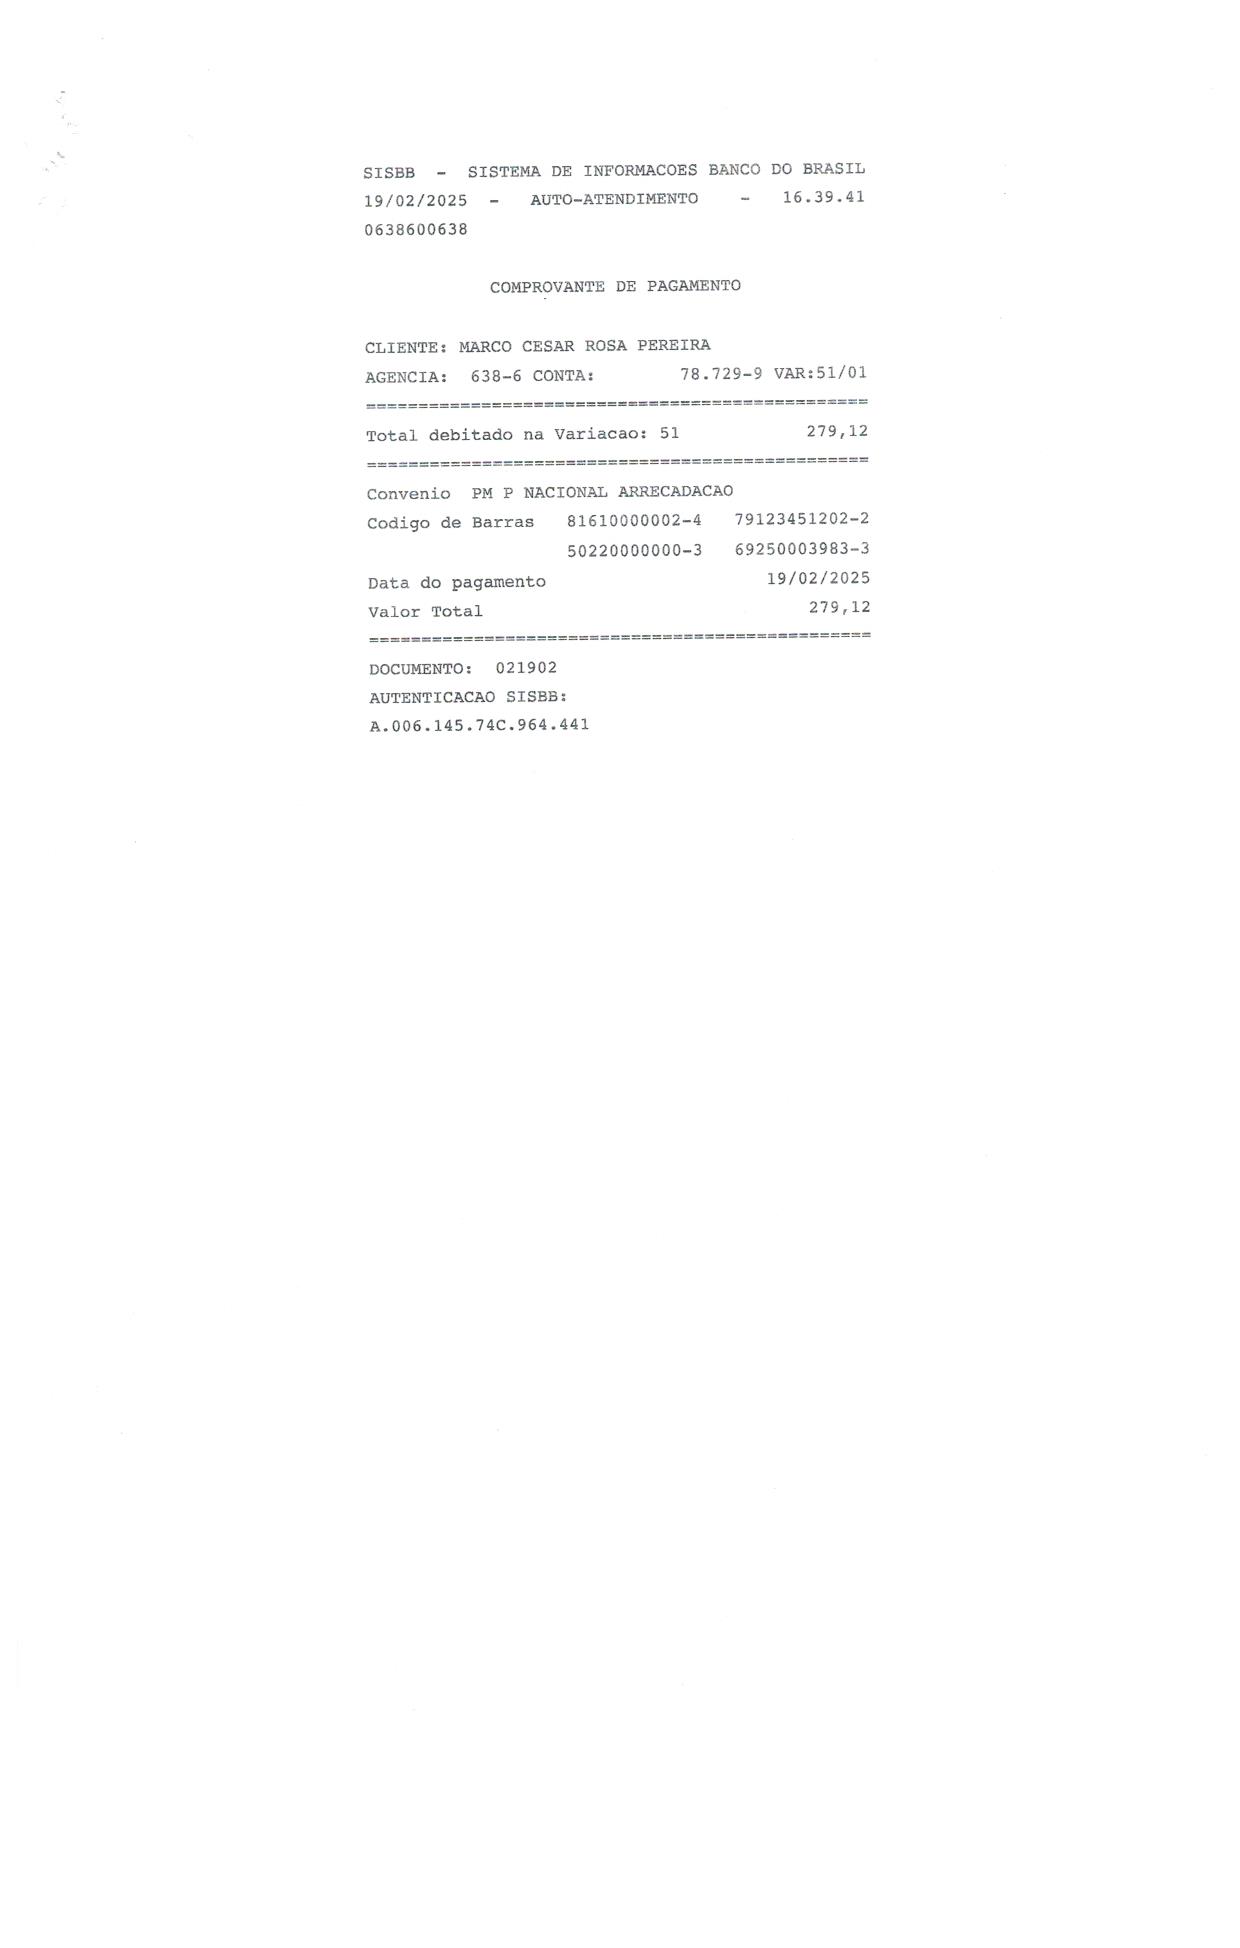 SISBB - SISTEMA DE INFORMACOES BANCO DO BRASIL
19/02/2025 - AUTO-ATENDIMENTO - 16.39.41
0638600638
COMPROVANTE DE PAGAMENTO
CLIENTE: MARCO CESAR ROSA PEREIRA
AGENCIA: 638-6 CONTA: 78.729-9 VAR:51/01
================================================
Total debitado na Variacao: 51 279,12
================================================
Convenio PM P NACIONAL ARRECADACAO
Codigo de Barras 81610000002-4 79123451202-2
50220000000-3 69250003983-3
Data do pagamento 19/02/2025
Valor Total 279,12
================================================
DOCUMENTO: 021902
AUTENTICACAO SISBB:
A.006.145.74C.964.441